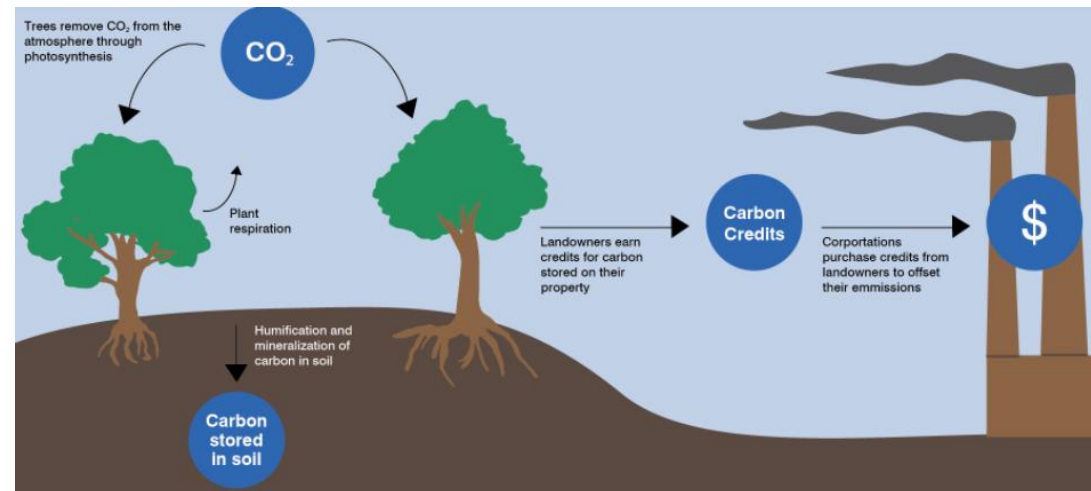 Trees remove CO₂ from the
atmosphere through
photosynthesis
CO₂
Plant
respiration
Landowners earn
credits for carbon
stored on their
property
Carbon
Credits
Corportations
purchase credits from
landowners to offset
their emmissions
$
Humification and
mineralization of
carbon in soil
Carbon
stored
in soil